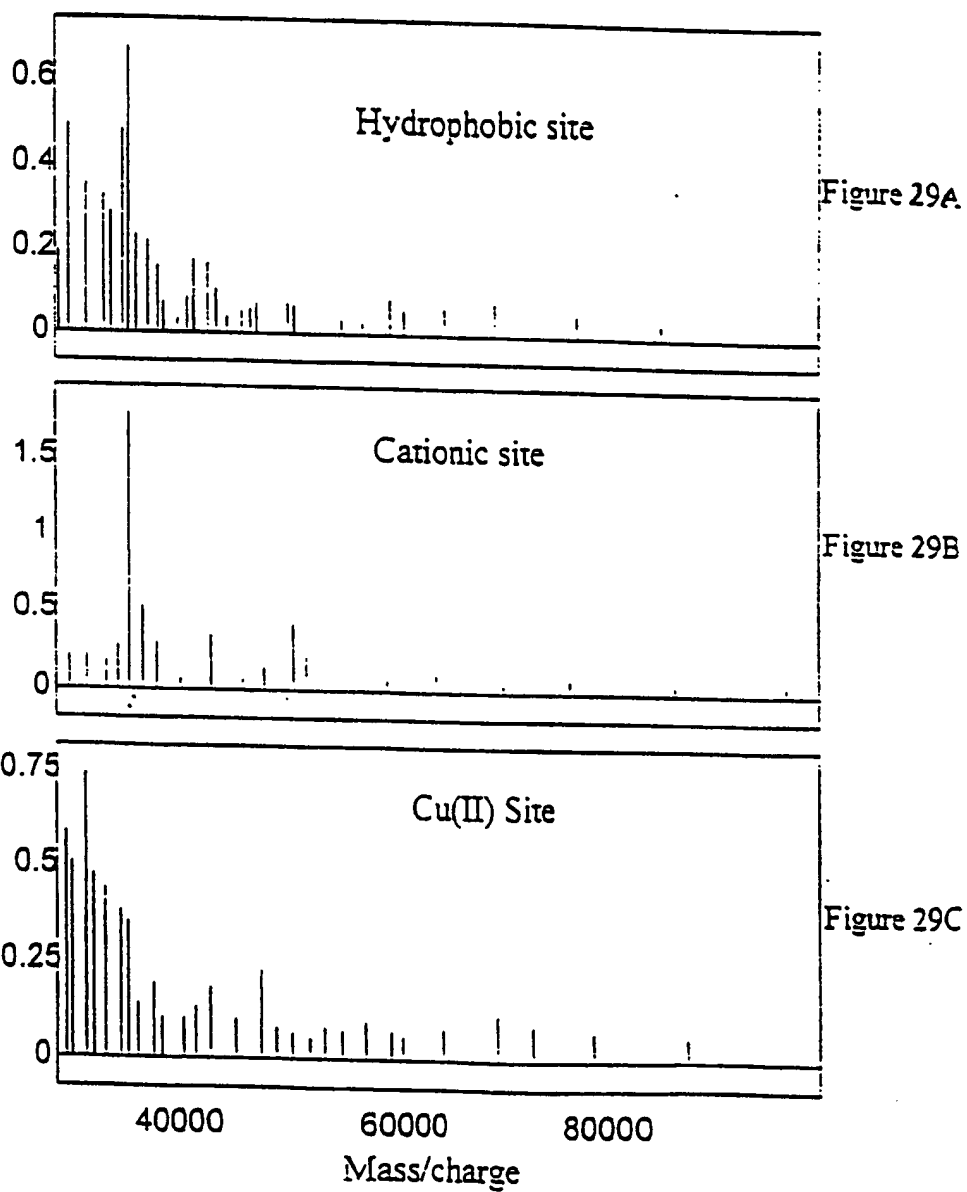 0.6
Hydrophobic site
0.4
Figure 29A
0.2
0
1.5
Cationic site
1
Figure 29B
0.5
0
0.75
Cu(II) Site
0.5
Figure 29C
0.25
0
40000 60000 80000
Mass/charge